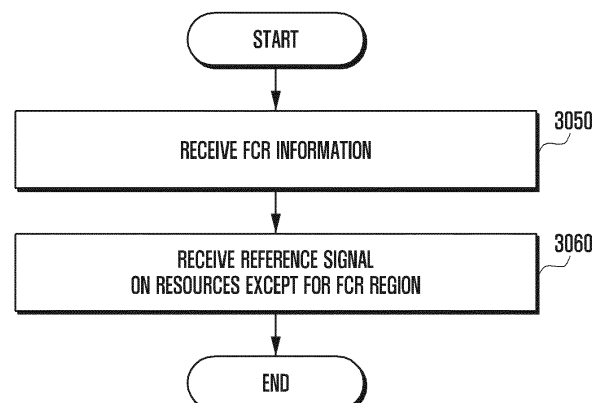 START
3050
RECEIVE FCR INFORMATION
3060
RECEIVE REFERENCE SIGNAL
ON RESOURCES EXCEPT FOR FCR REGION
END